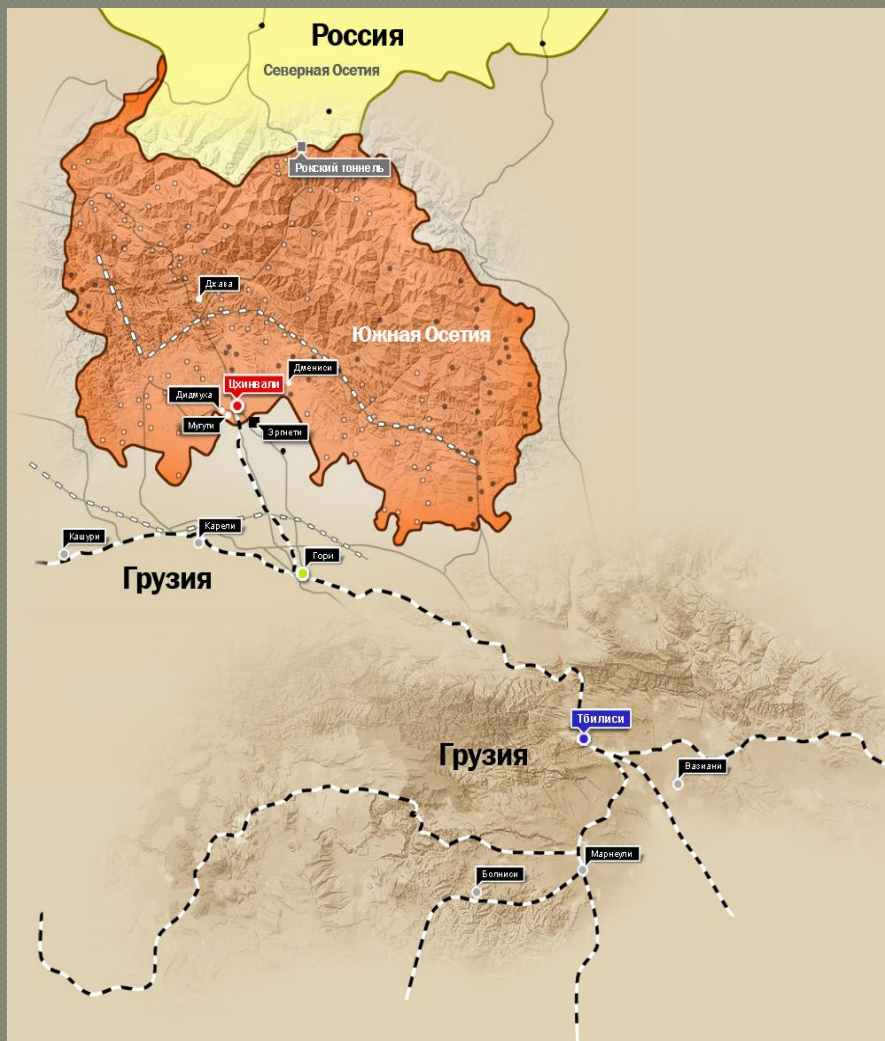 Россия
Северная Осетия
Рокский тоннель
Дхава
Южная Осетия
Дмениси
Цхинвали
Дидмуха
Мугути
Эргнети
Карели
Кашури
Гори
Грузия
Тбилиси
Грузия
Вазиани
Марнеули
Болниси